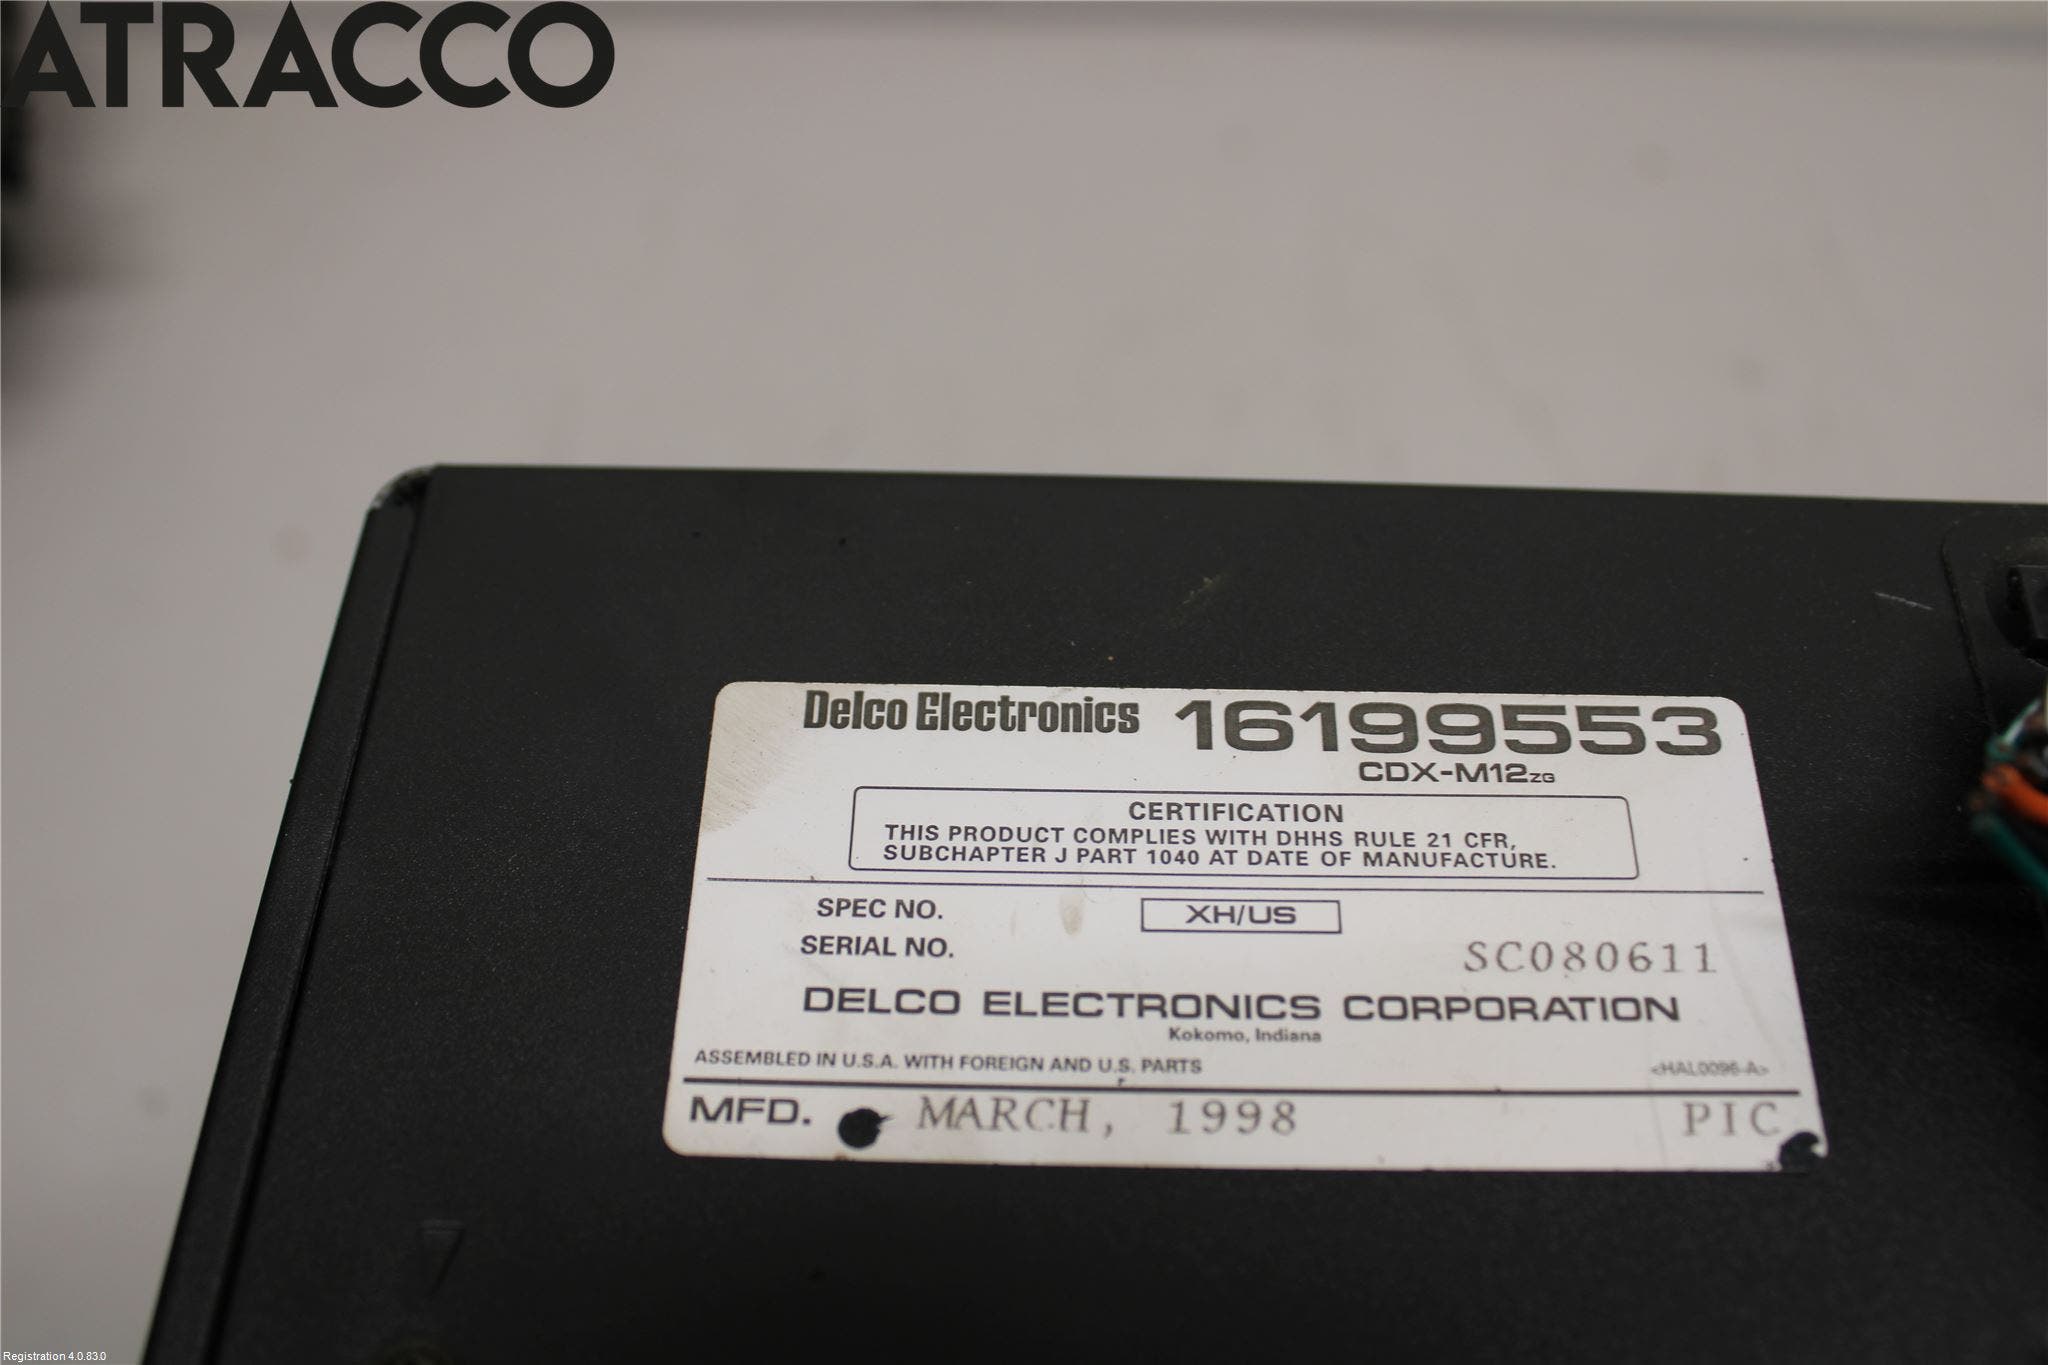 ATRACCO
Delco Electronics 16199553
CDX-M12ZG
CERTIFICATION
THIS PRODUCT COMPLIES WITH DHHS RULE 21 CFR,
SUBCHAPTER J PART 1040 AT DATE OF MANUFACTURE.
SPEC NO. XH/US
SERIAL NO. SC080611
DELCO ELECTRONICS CORPORATION
Kokomo, Indiana
ASSEMBLED IN U.S.A. WITH FOREIGN AND U.S. PARTS <HAL0096-A>
MFD. MARCH, 1998 PIC
Registration 4.0.83.0